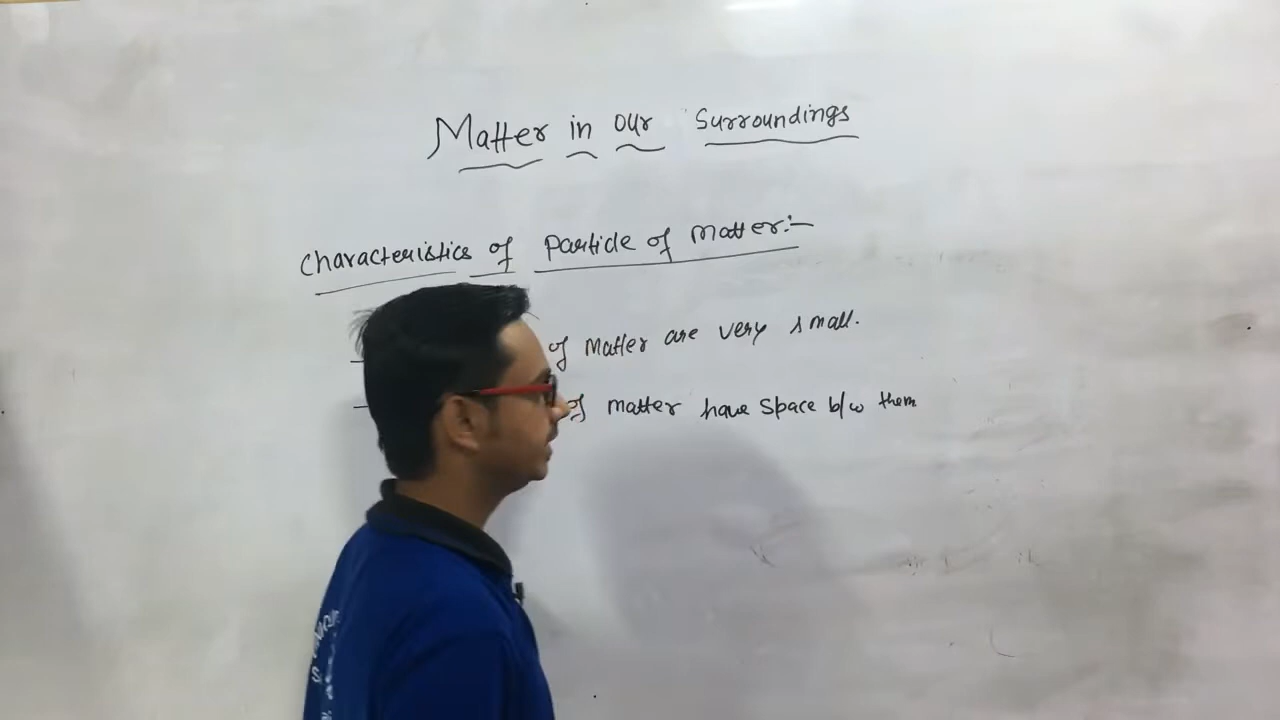 Matter in our Surroundings
Characteristics of Particle of Matter:-
- of Matter are very small.
- of matter have space b/w them